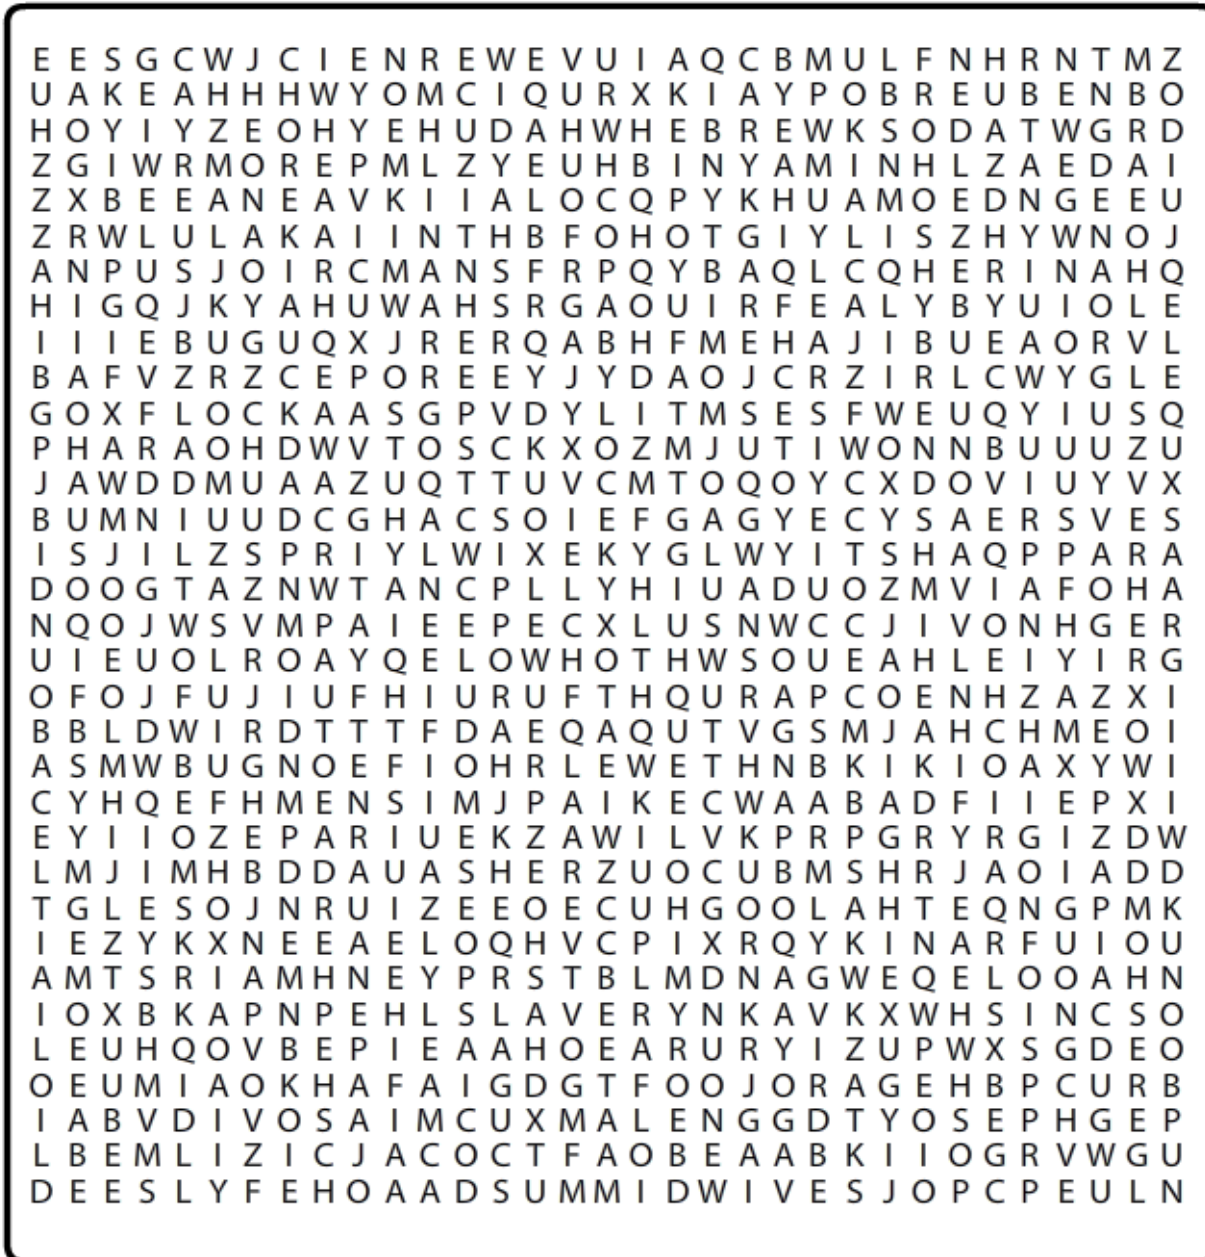 E E S G C W J C I E N R E W E V U I A Q C B M U L F N H R N T M Z
U A K E A H H H W Y O M C I Q U R X K I A Y P O B R E U B E N B O
H O Y I Y Z E O H Y E H U D A H W H E B R E W K S O D A T W G R D
Z G I W R M O R E P M L Z Y E U H B I N Y A M I N H L Z A E D A I
Z X B E E A N E A V K I I A L O C Q P Y K H U A M O E D N G E E U
Z R W L U L A K A I I N T H B F O H O T G I Y L I S Z H Y W N O J
A N P U S J O I R C M A N S F R P Q Y B A Q L C Q H E R I N A H Q
H I G Q J K Y A H U W A H S R G A O U I R F E A L Y B Y U I O L E
I I I E B U G U Q X J R E R Q A B H F M E H A J I B U E A O R V L
B A F V Z R Z C E P O R E E Y J Y D A O J C R Z I R L C W Y G L E
G O X F L O C K A A S G P V D Y L I T M S E S F W E U Q Y I U S Q
P H A R A O H D W V T O S C K X O Z M J U T I W O N N B U U U Z U
J A W D D M U A A Z U Q T T U V C M T O Q O Y C X D O V I U Y V X
B U M N I U U D C G H A C S O I E F G A G Y E C Y S A E R S V E S
I S J I L Z S P R I Y L W I X E K Y G L W Y I T S H A Q P P A R A
D O O G T A Z N W T A N C P L L Y H I U A D U O Z M V I A F O H A
N Q O J W S V M P A I E E P E C X L U S N W C C J I V O N H G E R
U I E U O L R O A Y Q E L O W H O T H W S O U E A H L E I Y I R G
O F O J F U J I U F H I U R U F T H Q U R A P C O E N H Z A Z X I
B B L D W I R D T T T F D A E Q A Q U T V G S M J A H C H M E O I
A S M W B U G N O E F I O H R L E W E T H N B K I K I O A X Y W I
C Y H Q E F H M E N S I M J P A I K E C W A A B A D F I I E P X I
E Y I I O Z E P A R I U E K Z A W I L V K P R P G R Y R G I Z D W
L M J I M H B D D A U A S H E R Z U O C U B M S H R J A O I A D D
T G L E S O J N R U I Z E E O E C U H G O O L A H T E Q N G P M K
I E Z Y K X N E E A E L O Q H V C P I X R Q Y K I N A R F U I O U
A M T S R I A M H N E Y P R S T B L M D N A G W E Q E L O O A H N
I O X B K A P N P E H L S L A V E R Y N K A V K X W H S I N C S O
L E U H Q O V B E P I E A A H O E A R U R Y I Z U P W X S G D E O
O E U M I A O K H A F A I G D G T F O O J O R A G E H B P C U R B
I A B V D I V O S A I M C U X M A L E N G G D T Y O S E P H G E P
L B E M L I Z I C J A C O C T F A O B E A A B K I I O G R V W G U
D E E S L Y F E H O A A D S U M M I D W I V E S J O P C P E U L N